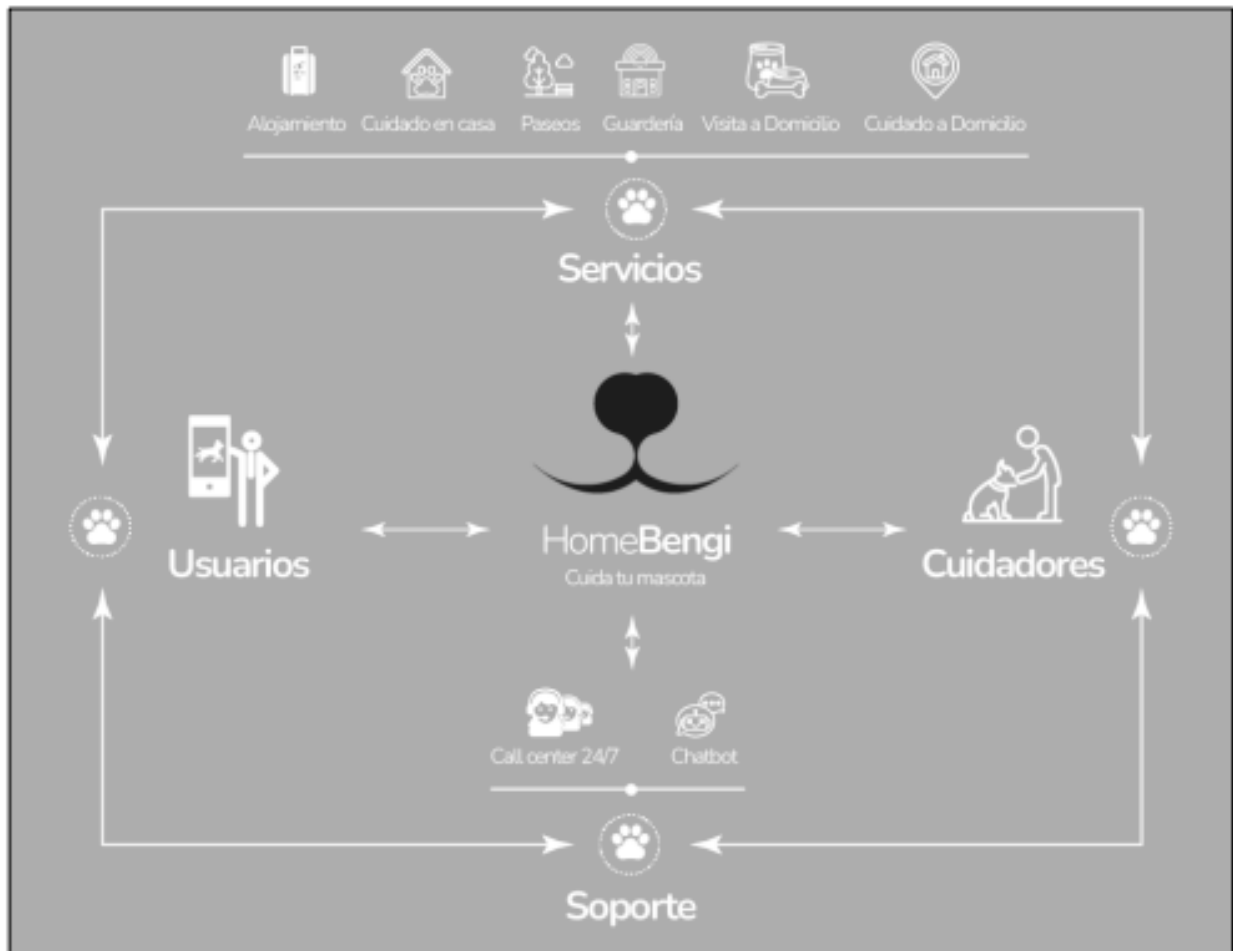 Alojamiento Cuidado en casa Paseos Guardería Visita a Domicilio Cuidado a Domicilio
Servicios
Usuarios
HomeBengi
Cuida tu mascota
Cuidadores
Call center 24/7 Chatbot
Soporte